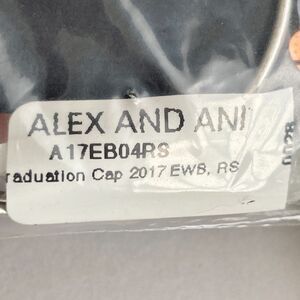 ALEX AND ANI
A17EB04RS
raduation Cap 2017 EWB, RS